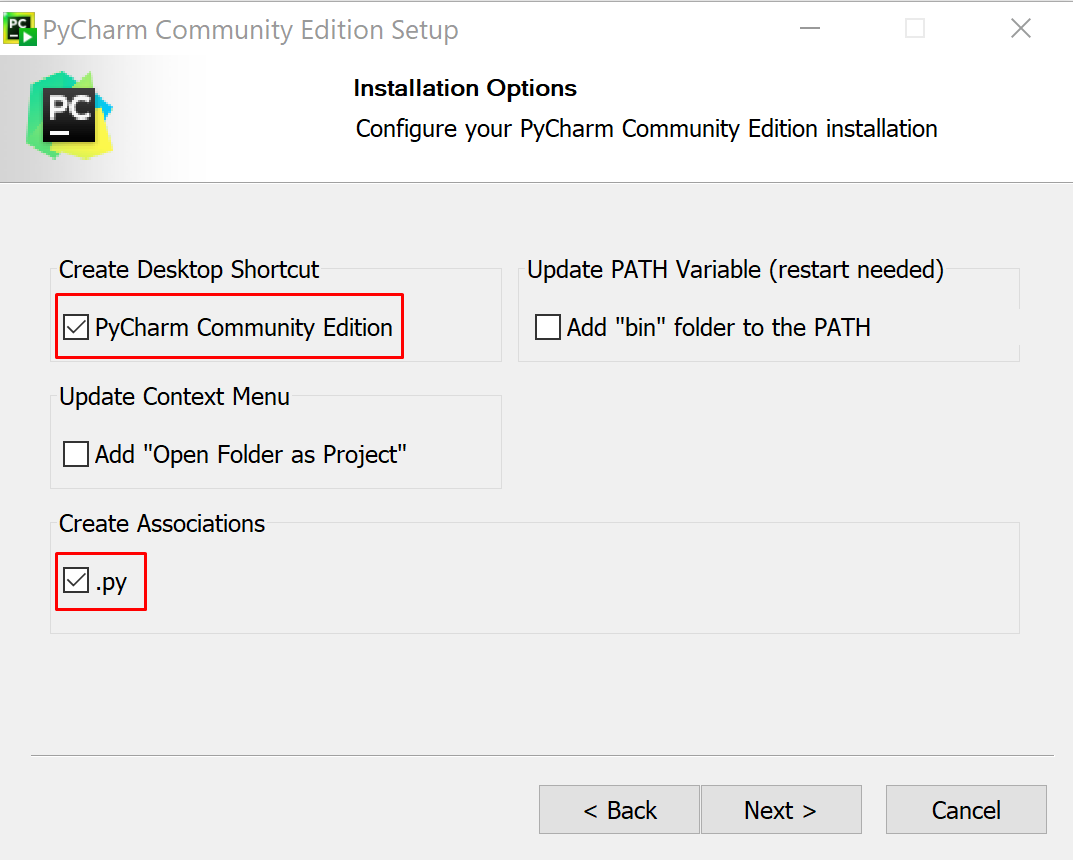 PyCharm Community Edition Setup
PC
Installation Options
Configure your PyCharm Community Edition installation
Create Desktop Shortcut
PyCharm Community Edition
Update PATH Variable (restart needed)
Add "bin" folder to the PATH
Update Context Menu
Add "Open Folder as Project"
Create Associations
.py
< Back
Next >
Cancel